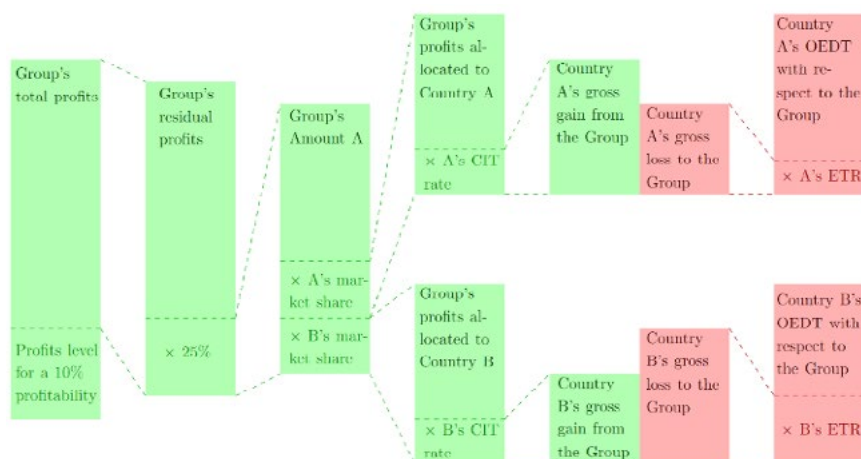 Group's
total profits
Profits level
for a 10%
profitability
Group's
residual
profits
× 25%
Group's
Amount A
× A's mar-
ket share
× B's mar-
ket share
Group's
profits al-
located to
Country A
× A's CIT
rate
Country
A's gross
gain from
the Group
Country
A's gross
loss to the
Group
Country
A's OEDT
with re-
spect to the
Group
× A's ETR
Group's
profits al-
located to
Country B
× B's CIT
rate
Country
B's gross
gain from
the Group
Country
B's gross
loss to the
Group
Country B's
OEDT with
respect to
the Group
× B's ETR